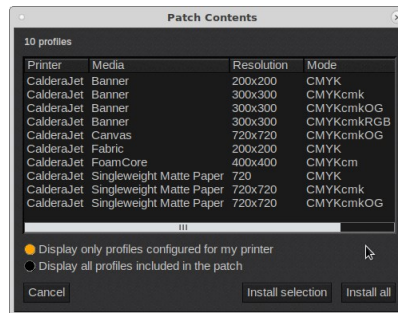 Patch Contents
10 profiles
Printer Media Resolution Mode
CalderaJet Banner 200x200 CMYK
CalderaJet Banner 300x300 CMYKcmk
CalderaJet Banner 300x300 CMYKcmkOG
CalderaJet Banner 300x300 CMYKcmkRGB
CalderaJet Canvas 720x720 CMYKcmkOG
CalderaJet Fabric 200x200 CMYK
CalderaJet FoamCore 400x400 CMYKcm
CalderaJet Singleweight Matte Paper 720 CMYK
CalderaJet Singleweight Matte Paper 720x720 CMYKcmk
CalderaJet Singleweight Matte Paper 720x720 CMYKcmkOG
Display only profiles configured for my printer
Display all profiles included in the patch
Cancel Install selection Install all